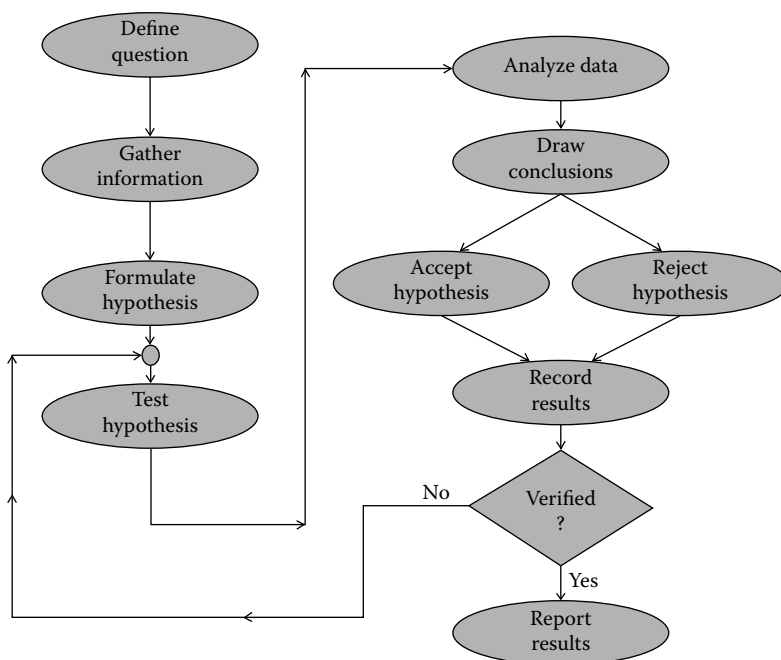 Define
question
Gather
information
Formulate
hypothesis
Test
hypothesis
Analyze data
Draw
conclusions
Accept
hypothesis
Reject
hypothesis
Record
results
Verified
?
No
Yes
Report
results